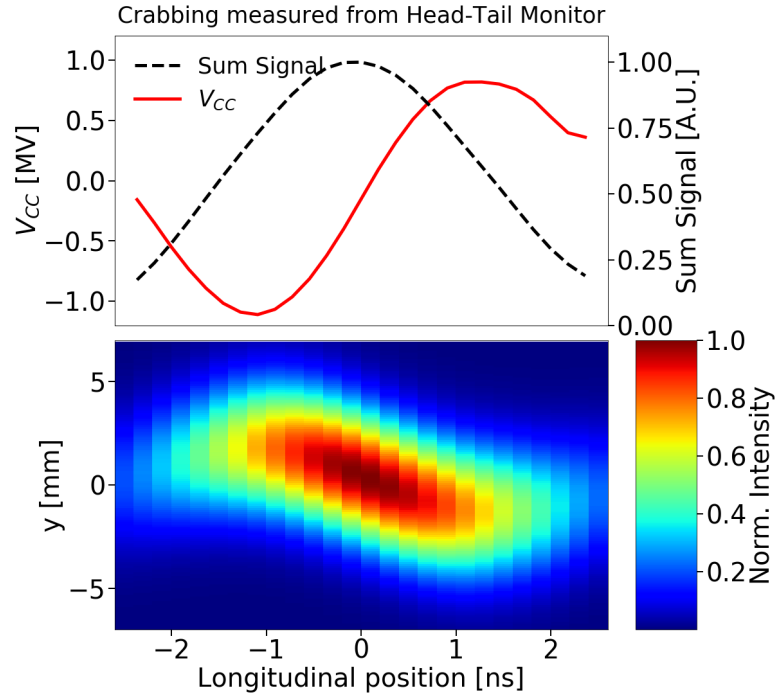 Crabbing measured from Head-Tail Monitor
Sum Signal
V_CC
V_CC [MV]
1.0
0.5
0.0
−0.5
−1.0
1.00
0.75
0.50
0.25
0.00
Sum Signal [A.U.]
y [mm]
5
0
−5
−2
−1
0
1
2
Longitudinal position [ns]
1.0
0.8
0.6
0.4
0.2
Norm. Intensity